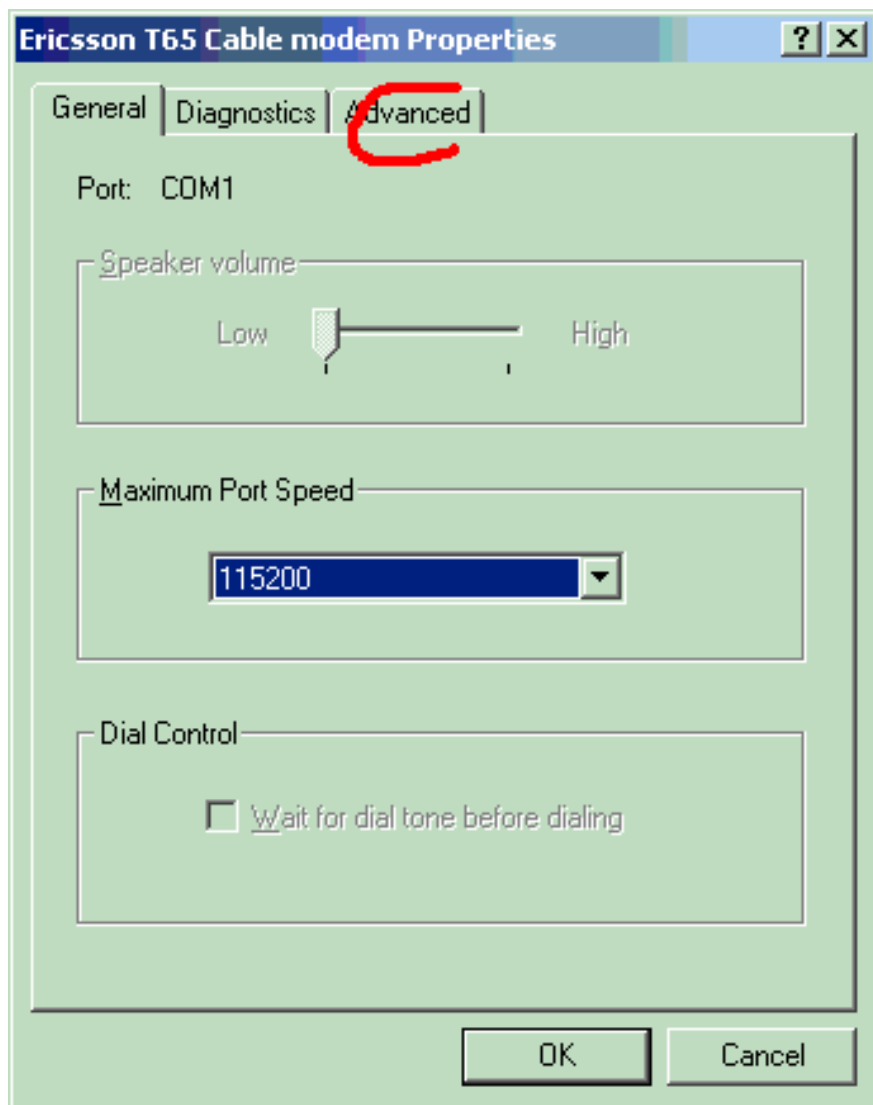 Ericsson T65 Cable modem Properties
General Diagnostics Advanced
Port: COM1
Speaker volume
Low High
Maximum Port Speed
115200
Dial Control
Wait for dial tone before dialing
OK Cancel